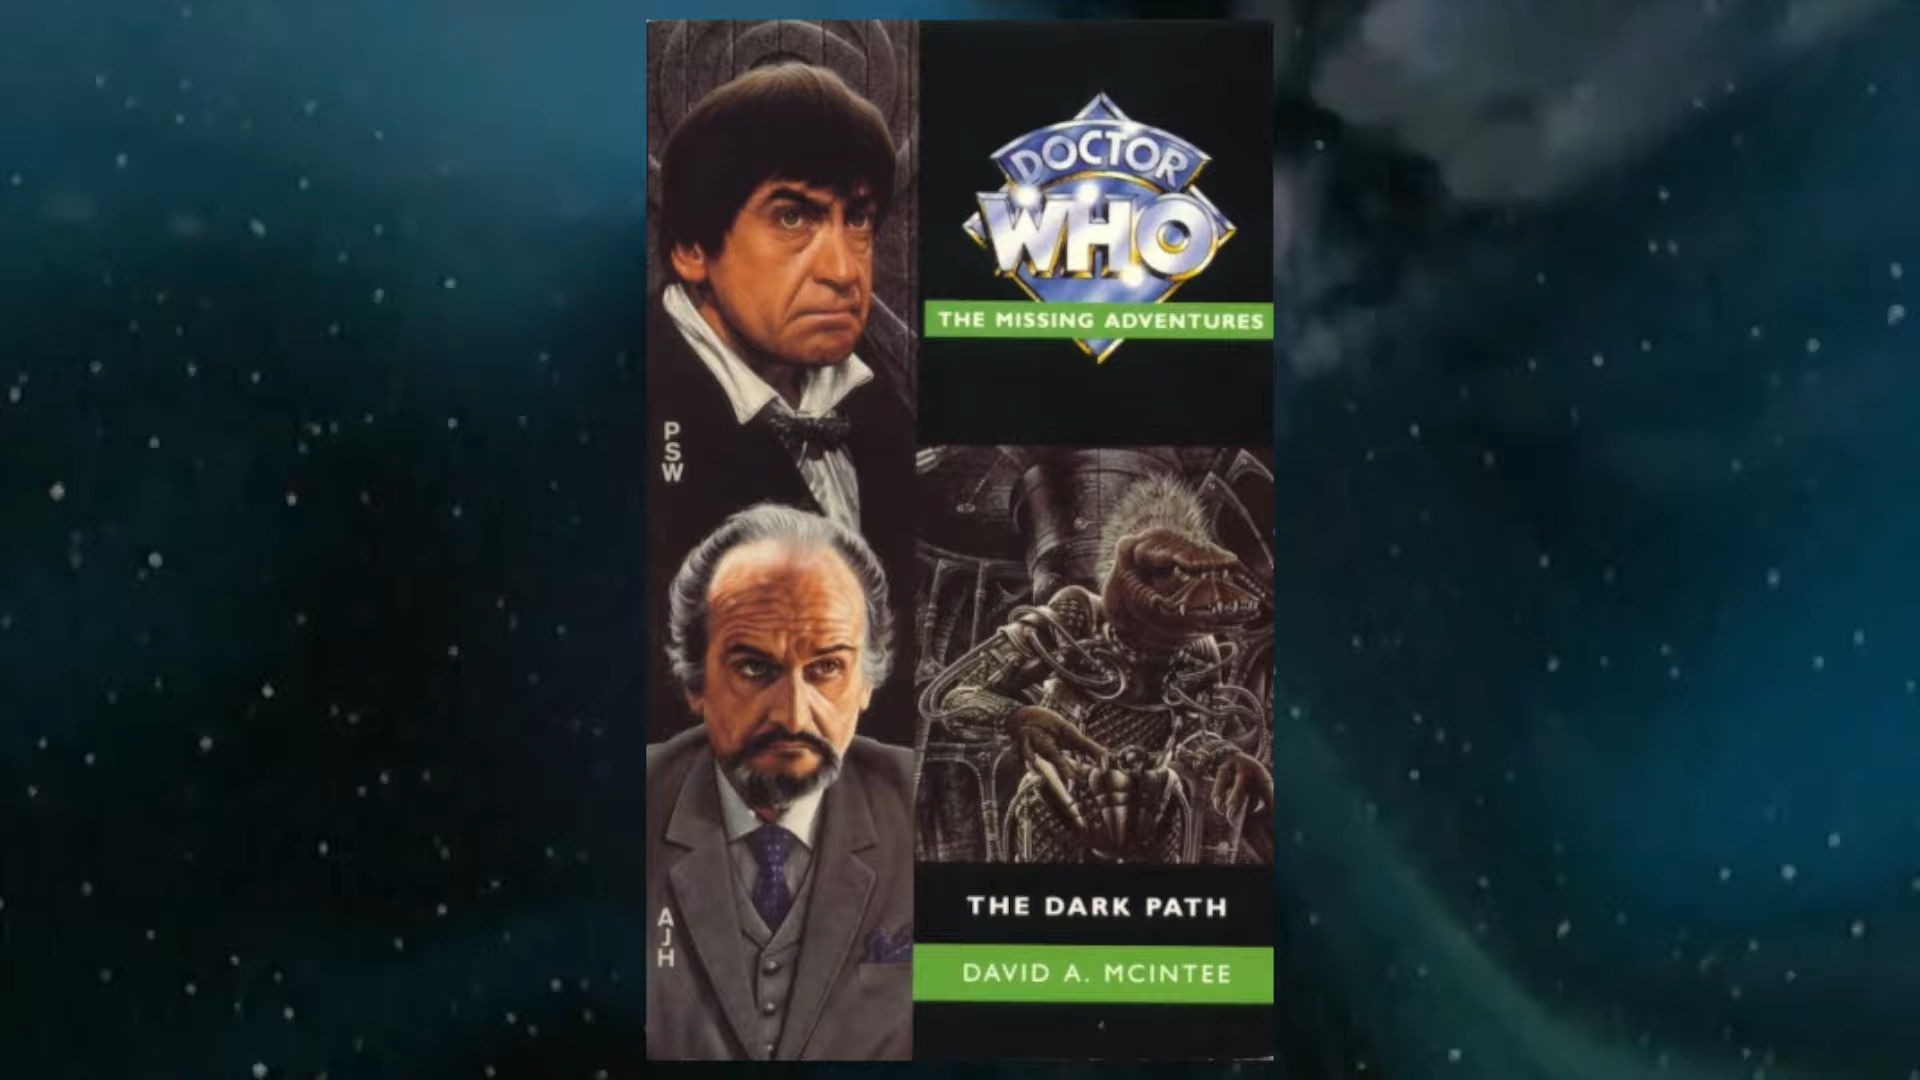 DOCTOR
WHO
THE MISSING ADVENTURES
P
S
W
A
J
H
THE DARK PATH
DAVID A. MCINTEE